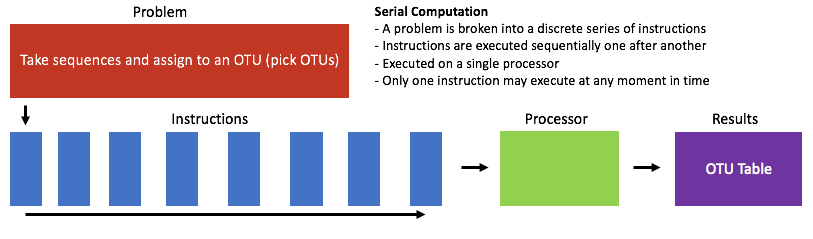 Problem
Take sequences and assign to an OTU (pick OTUs)
Serial Computation
- A problem is broken into a discrete series of instructions
- Instructions are executed sequentially one after another
- Executed on a single processor
- Only one instruction may execute at any moment in time
Instructions
Processor
Results
OTU Table